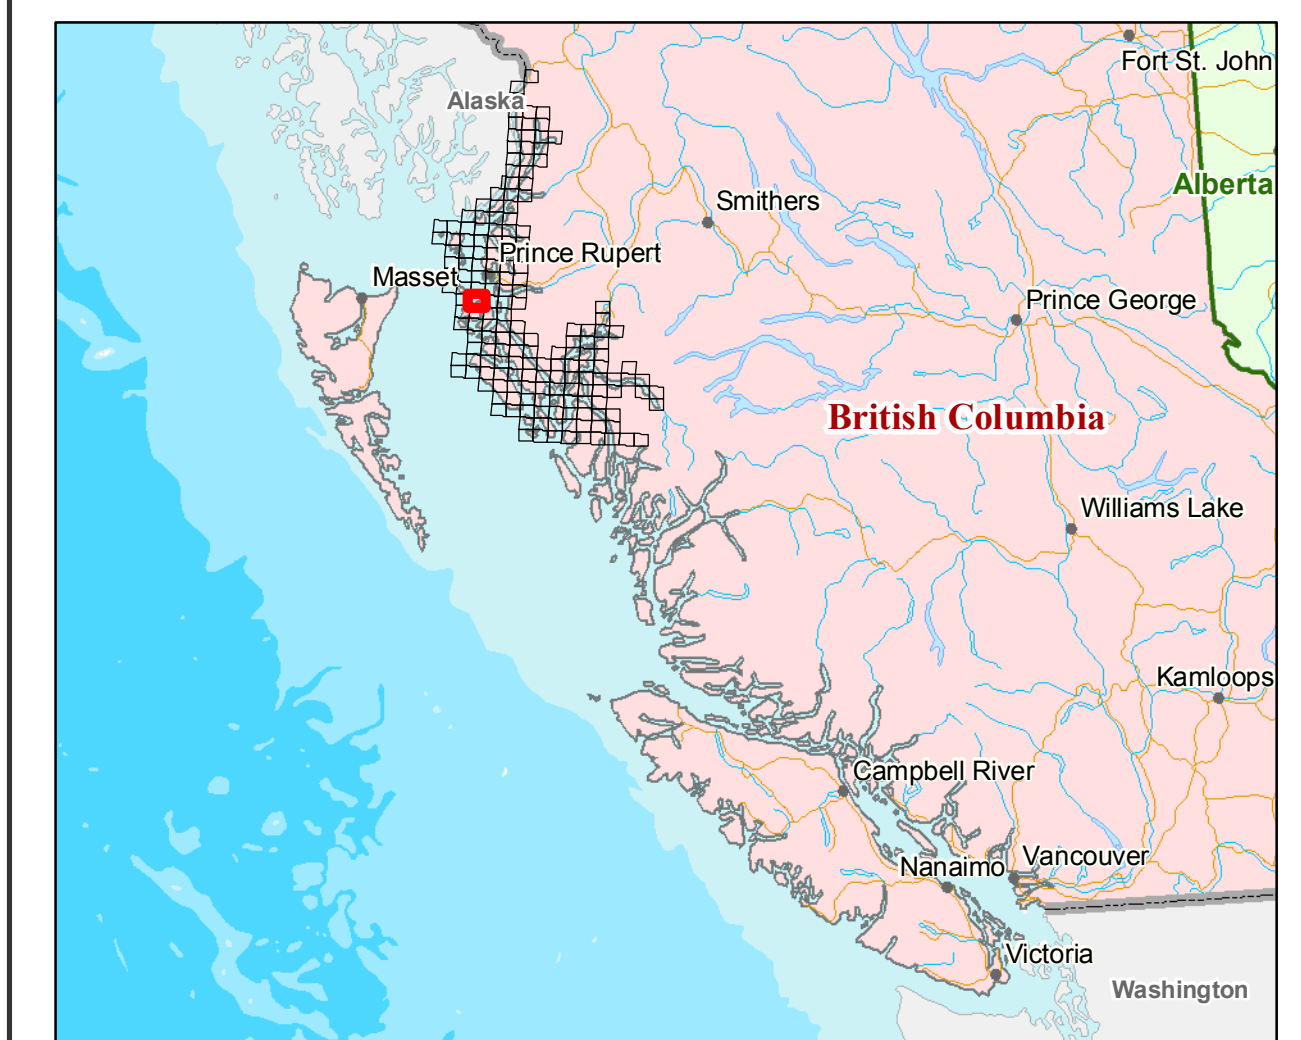 Fort St. John
Alaska
Alberta
Smithers
Prince Rupert
Masset
Prince George
British Columbia
Williams Lake
Kamloops
Campbell River
Vancouver
Nanaimo
Victoria
Washington